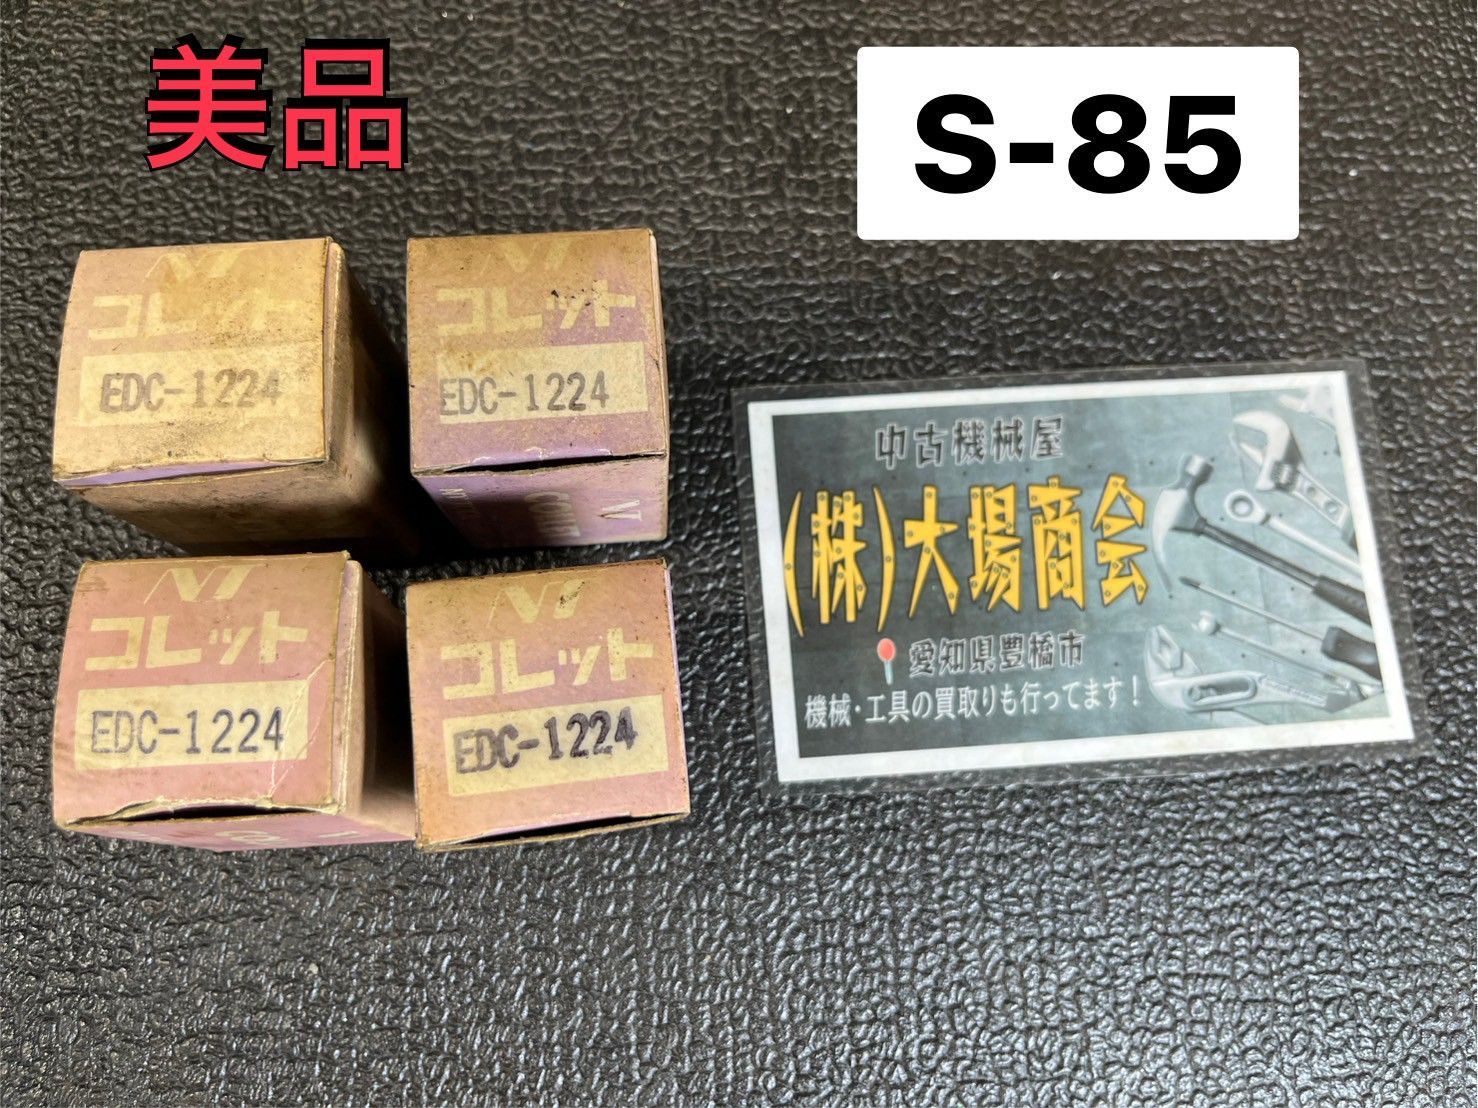 美品
S-85
NT
コレット
EDC-1224
NT
コレット
EDC-1224
NT
コレット
EDC-1224
NT
コレット
EDC-1224
中古機械屋
(株)大場商会
愛知県豊橋市
機械・工具の買取りも行ってます!